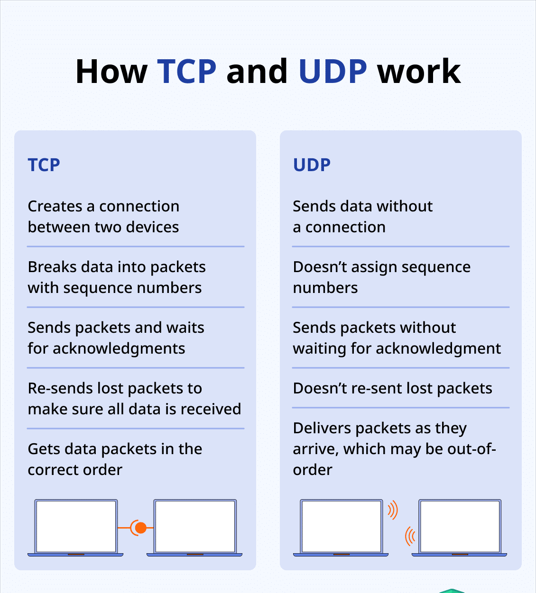 How TCP and UDP work
TCP
Creates a connection
between two devices
Breaks data into packets
with sequence numbers
Sends packets and waits
for acknowledgments
Re-sends lost packets to
make sure all data is received
Gets data packets in the
correct order
UDP
Sends data without
a connection
Doesn’t assign sequence
numbers
Sends packets without
waiting for acknowledgment
Doesn’t re-sent lost packets
Delivers packets as they
arrive, which may be out-of-
order